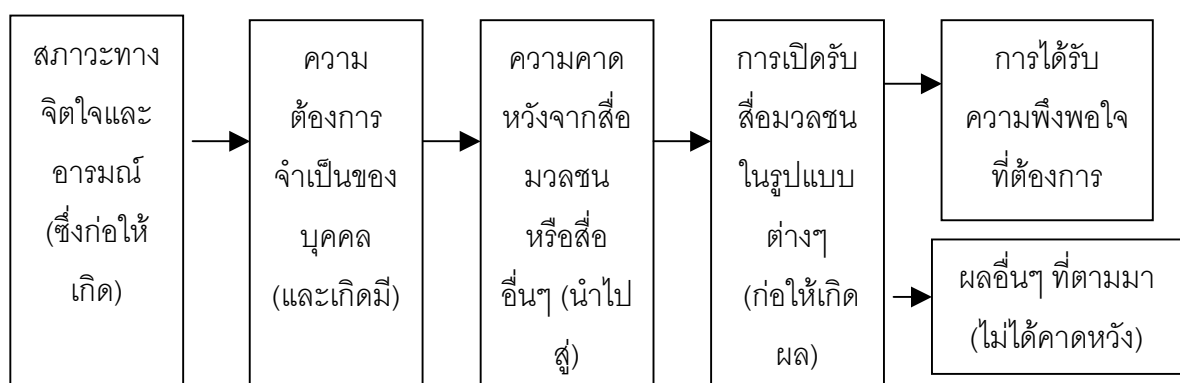 สภาวะทาง
จิตใจและ
อารมณ์
(ซึ่งก่อให้
เกิด)
ความ
ต้องการ
จำเป็นของ
บุคคล
(และเกิดมี)
ความคาด
หวังจากสื่อ
มวลชน
หรือสื่อ
อื่นๆ (นำไป
สู่)
การเปิดรับ
สื่อมวลชน
ในรูปแบบ
ต่างๆ
(ก่อให้เกิด
ผล)
การได้รับ
ความพึงพอใจ
ที่ต้องการ
ผลอื่นๆ ที่ตามมา
(ไม่ได้คาดหวัง)